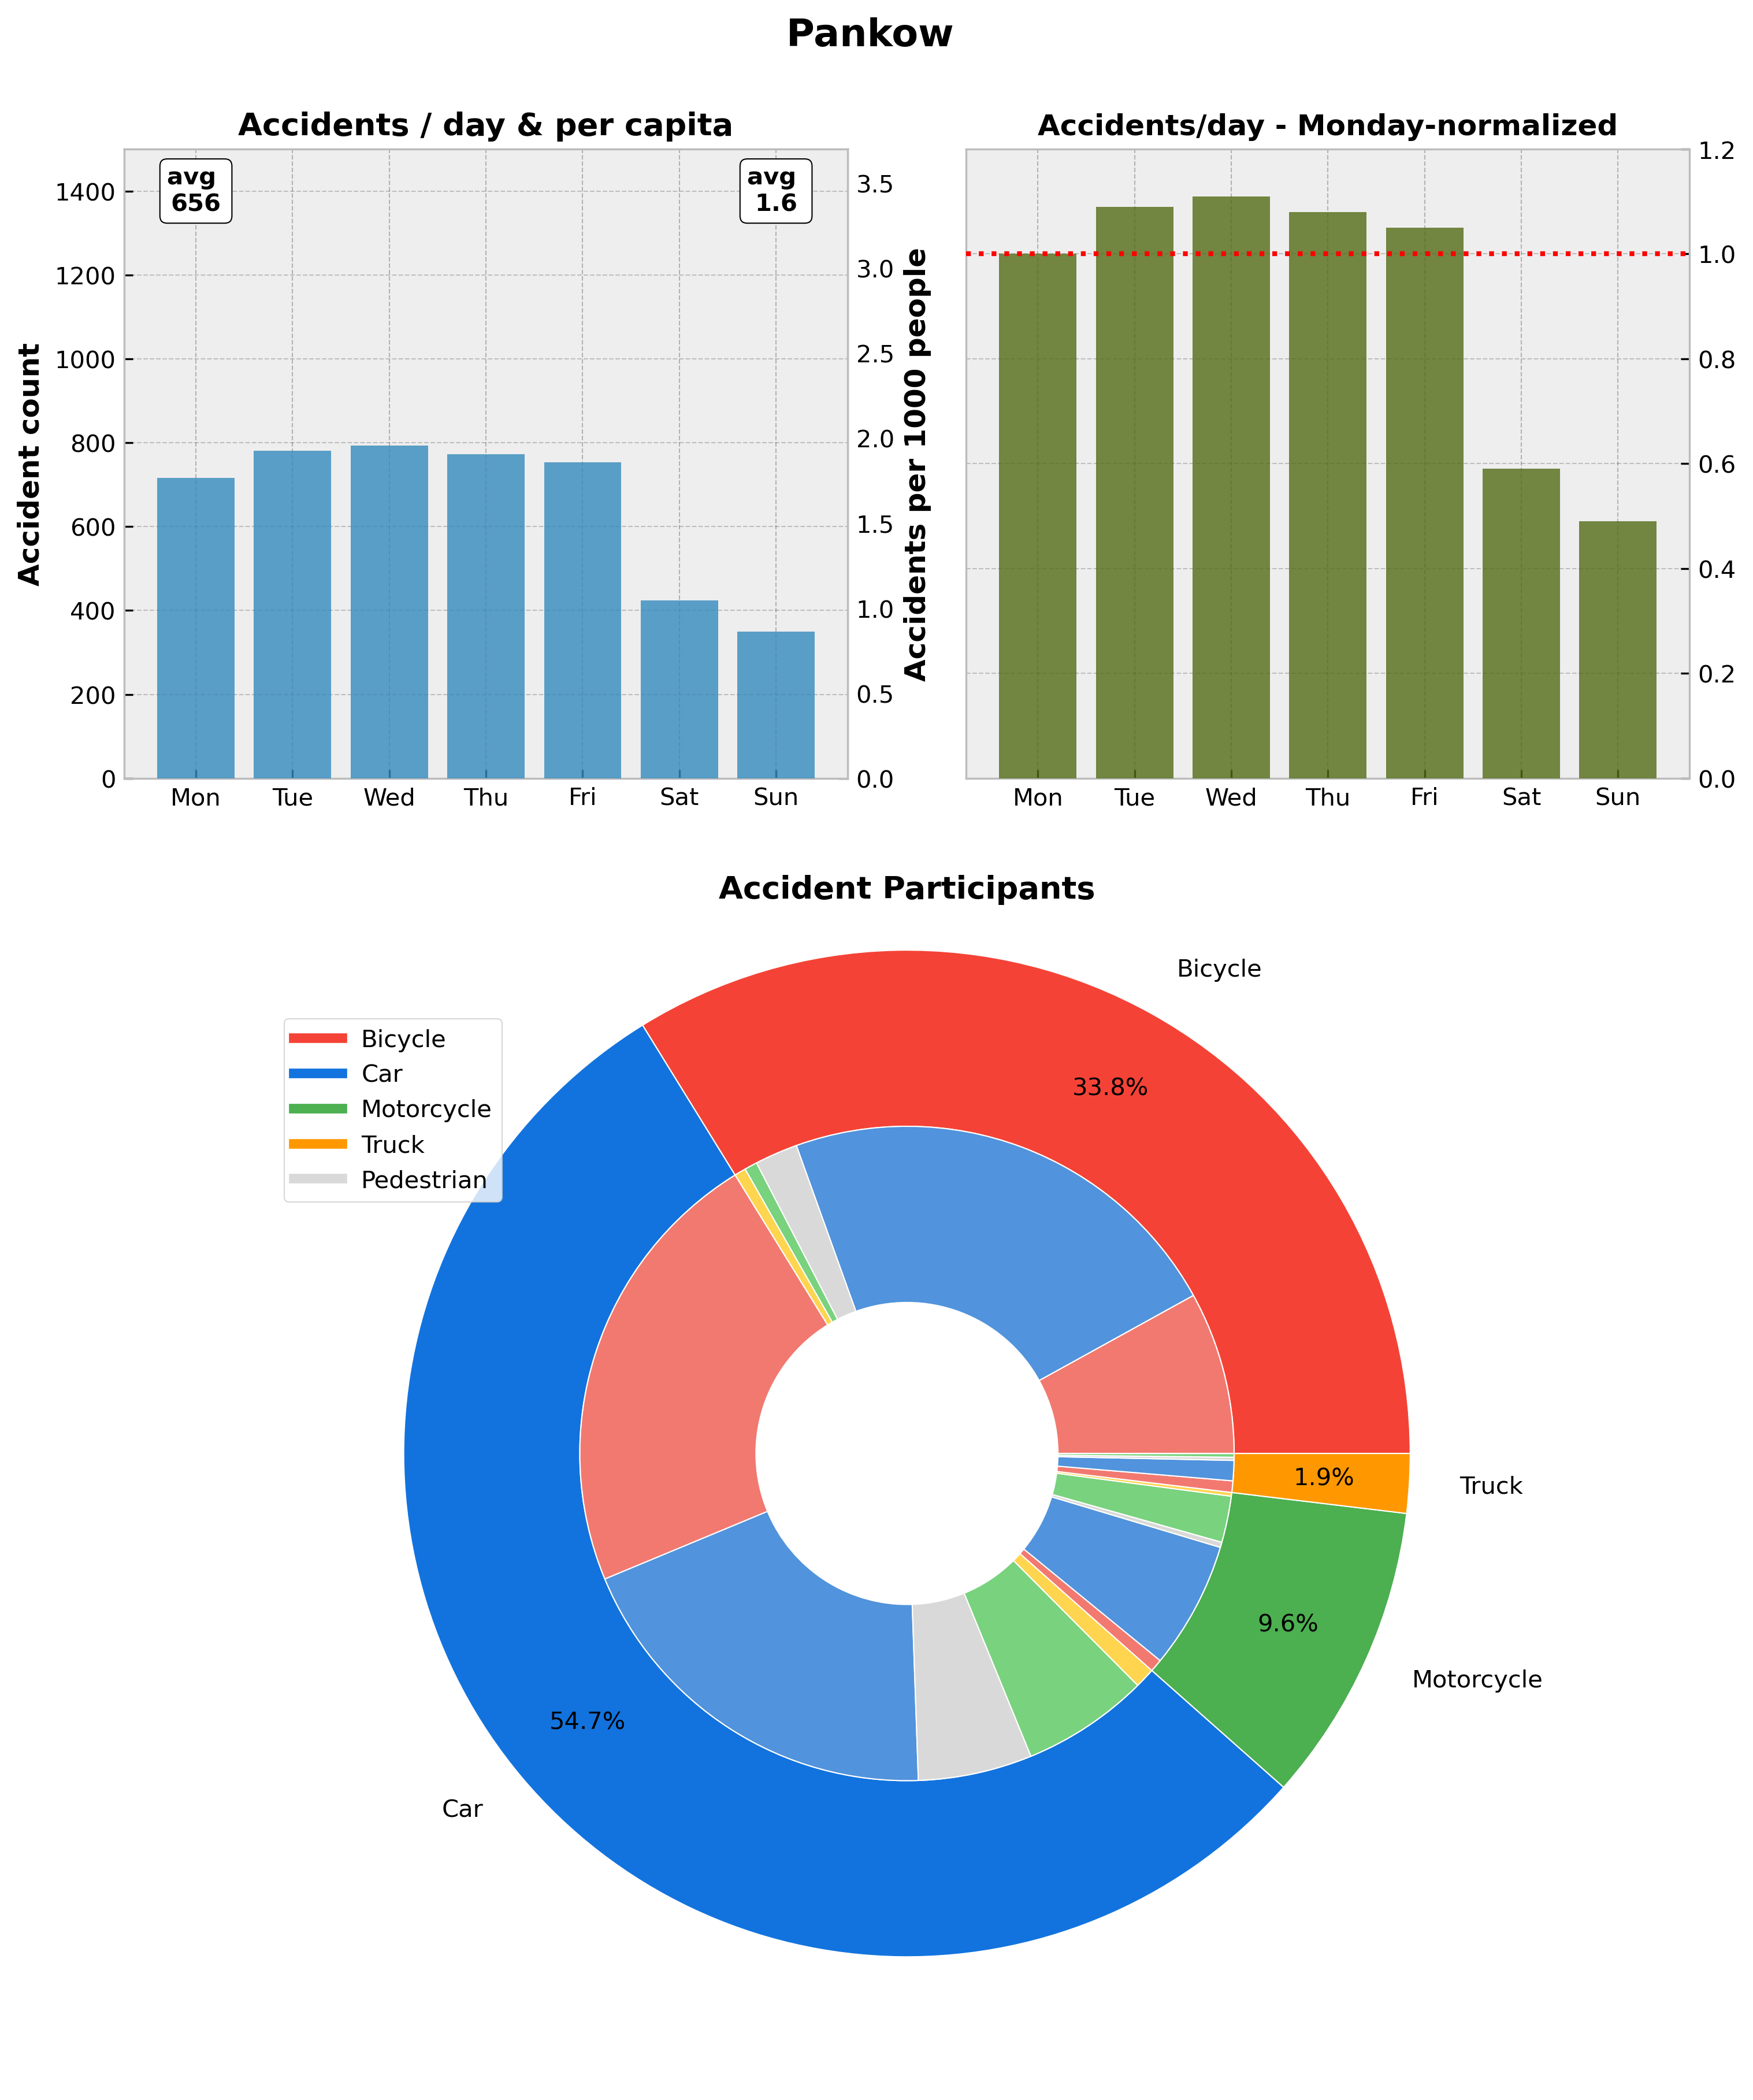 Pankow
Accidents / day & per capita
avg
656
avg
1.6
Accident count
1400
1200
1000
800
600
400
200
0
3.5
3.0
2.5
2.0
1.5
1.0
0.5
0.0
Accidents per 1000 people
Mon Tue Wed Thu Fri Sat Sun
Accidents/day - Monday-normalized
1.2
1.0
0.8
0.6
0.4
0.2
0.0
Mon Tue Wed Thu Fri Sat Sun
Accident Participants
Bicycle
Car
Motorcycle
Truck
Pedestrian
Bicycle
33.8%
1.9%
Truck
9.6%
Motorcycle
54.7%
Car